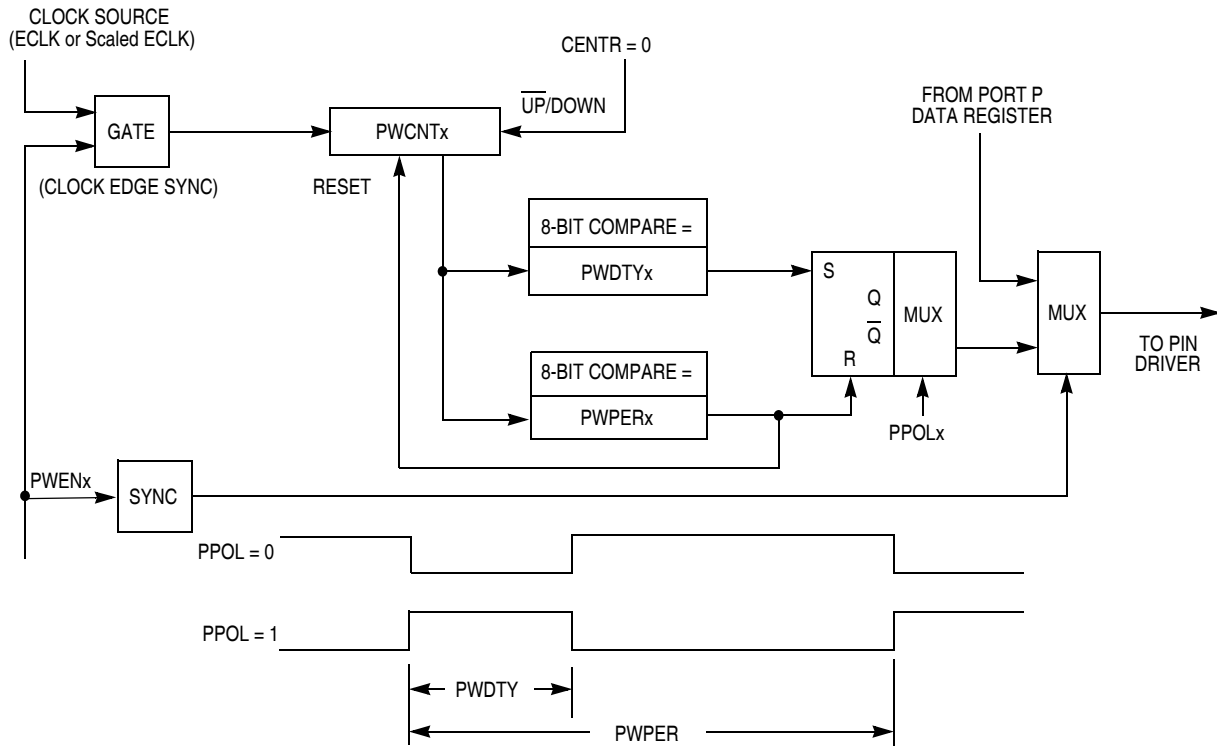 CLOCK SOURCE
(ECLK or Scaled ECLK)
CENTR = 0
UP/DOWN
FROM PORT P
DATA REGISTER
GATE
PWCNTx
(CLOCK EDGE SYNC)
RESET
8-BIT COMPARE =
PWDTYx
S
Q
Q
R
MUX
MUX
TO PIN
DRIVER
8-BIT COMPARE =
PWPERx
PPOLx
PWENx
SYNC
PPOL = 0
PPOL = 1
PWDTY
PWPER